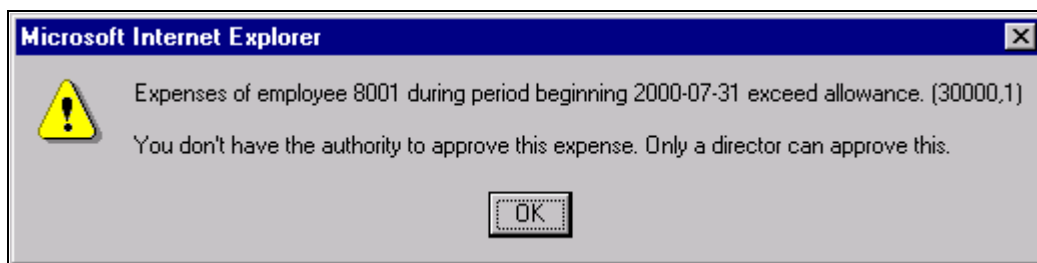 Microsoft Internet Explorer
Expenses of employee 8001 during period beginning 2000-07-31 exceed allowance. (30000,1)
You don't have the authority to approve this expense. Only a director can approve this.
OK